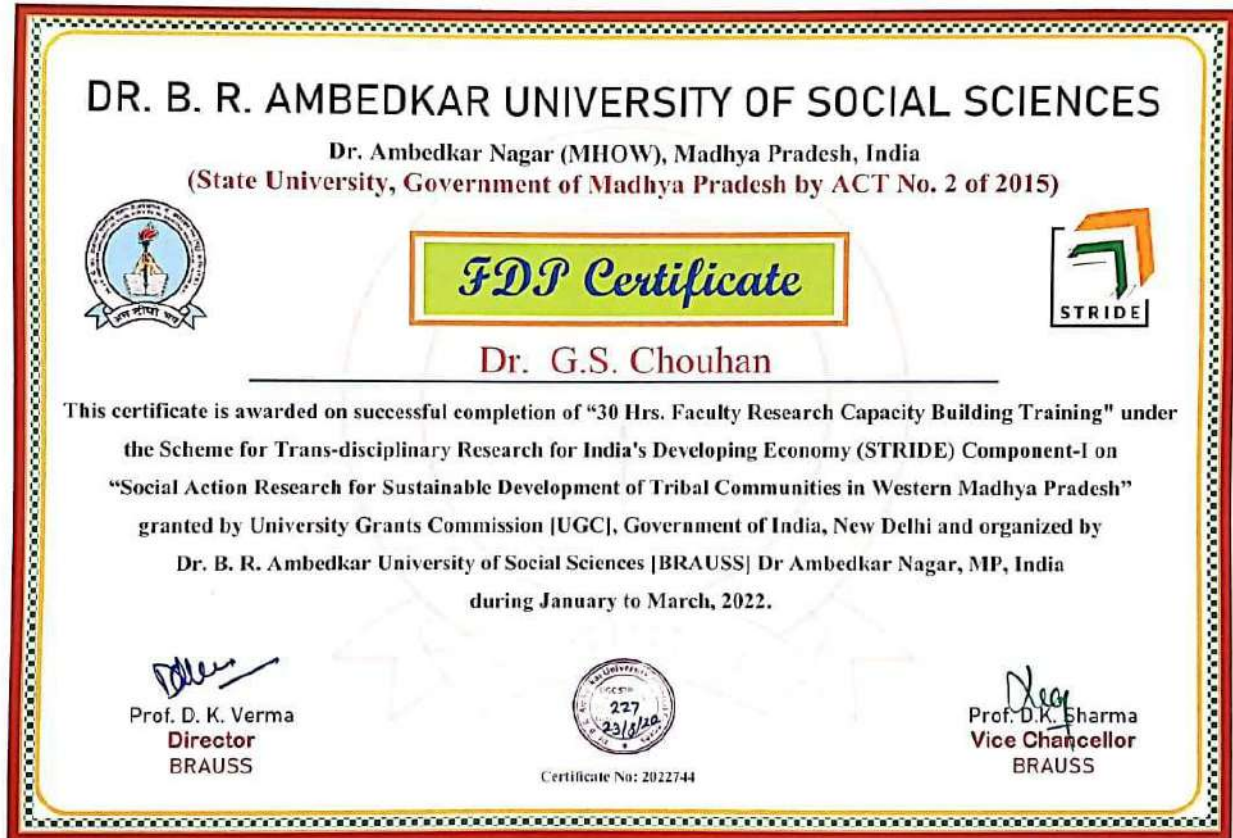 DR. B. R. AMBEDKAR UNIVERSITY OF SOCIAL SCIENCES
Dr. Ambedkar Nagar (MHOW), Madhya Pradesh, India
(State University, Government of Madhya Pradesh by ACT No. 2 of 2015)
FDP Certificate
STRIDE
Dr. G.S. Chouhan
This certificate is awarded on successful completion of “30 Hrs. Faculty Research Capacity Building Training" under
the Scheme for Trans-disciplinary Research for India's Developing Economy (STRIDE) Component-I on
“Social Action Research for Sustainable Development of Tribal Communities in Western Madhya Pradesh”
granted by University Grants Commission [UGC], Government of India, New Delhi and organized by
Dr. B. R. Ambedkar University of Social Sciences [BRAUSS] Dr Ambedkar Nagar, MP, India
during January to March, 2022.
Prof. D. K. Verma
Director
BRAUSS
227
Certificate No: 2022744
Prof. D.K. Sharma
Vice Chancellor
BRAUSS